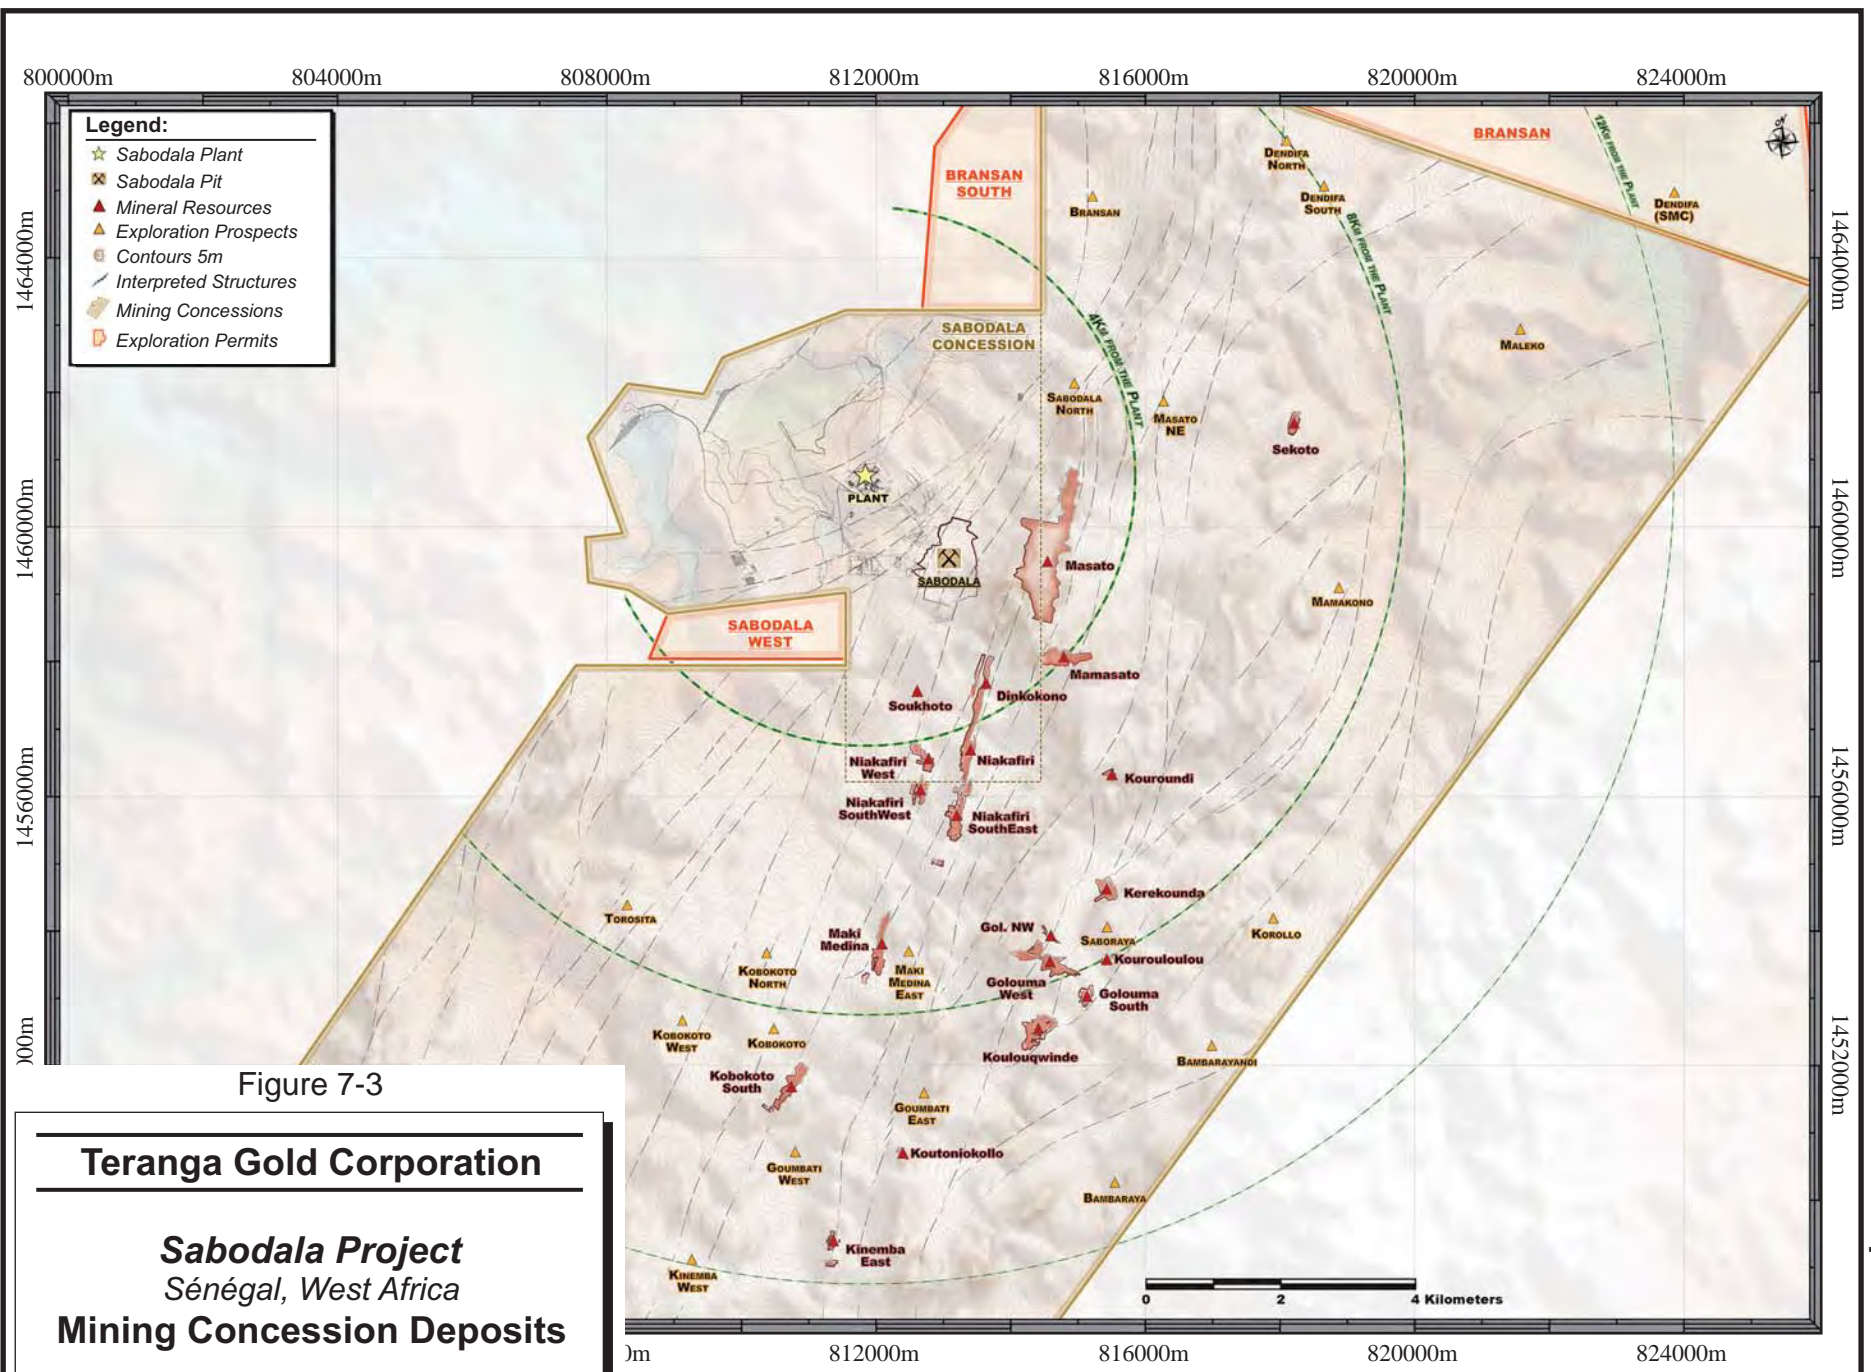 800000m
804000m
808000m
812000m
816000m
820000m
824000m
Legend:
Sabodala Plant
Sabodala Pit
Mineral Resources
Exploration Prospects
Contours 5m
Interpreted Structures
Mining Concessions
Exploration Permits
BRANSAN
SOUTH
BRANSAN
12KM FROM THE PLANT
DENDIFA
NORTH
DENDIFA
SOUTH
DENDIFA
(SMC)
BRANSAN
8KM FROM THE PLANT
1464000m
1464000m
SABODALA
CONCESSION
4KM FROM THE PLANT
MALEKO
SABODALA
NORTH
MASATO
NE
Sekoto
PLANT
1460000m
1460000m
SABODALA
Masato
MAMAKONO
SABODALA
WEST
Mamasato
Dinkokono
Soukhoto
Niakafiri
West
Niakafiri
Kouroundi
Niakafiri
SouthWest
Niakafiri
SouthEast
1456000m
1456000m
Kerekounda
TOROSITA
Maki
Medina
Gol. NW
SABORAYA
KOROLLO
KOBOKOTO
NORTH
MAKI
MEDINA
EAST
Kourouloulou
Golouma
West
Golouma
South
KOBOKOTO
WEST
KOBOKOTO
Koulouqwinde
BAMBARAYANDI
000m
1452000m
Kobokoto
South
GOUMBATI
EAST
GOUMBATI
WEST
Koutoniokollo
BAMBARAYA
Kinemba
East
KINEMBA
WEST
0
2
4 Kilometers
Figure 7-3
Teranga Gold Corporation
Sabodala Project
Sénégal, West Africa
Mining Concession Deposits
0m
812000m
816000m
820000m
824000m